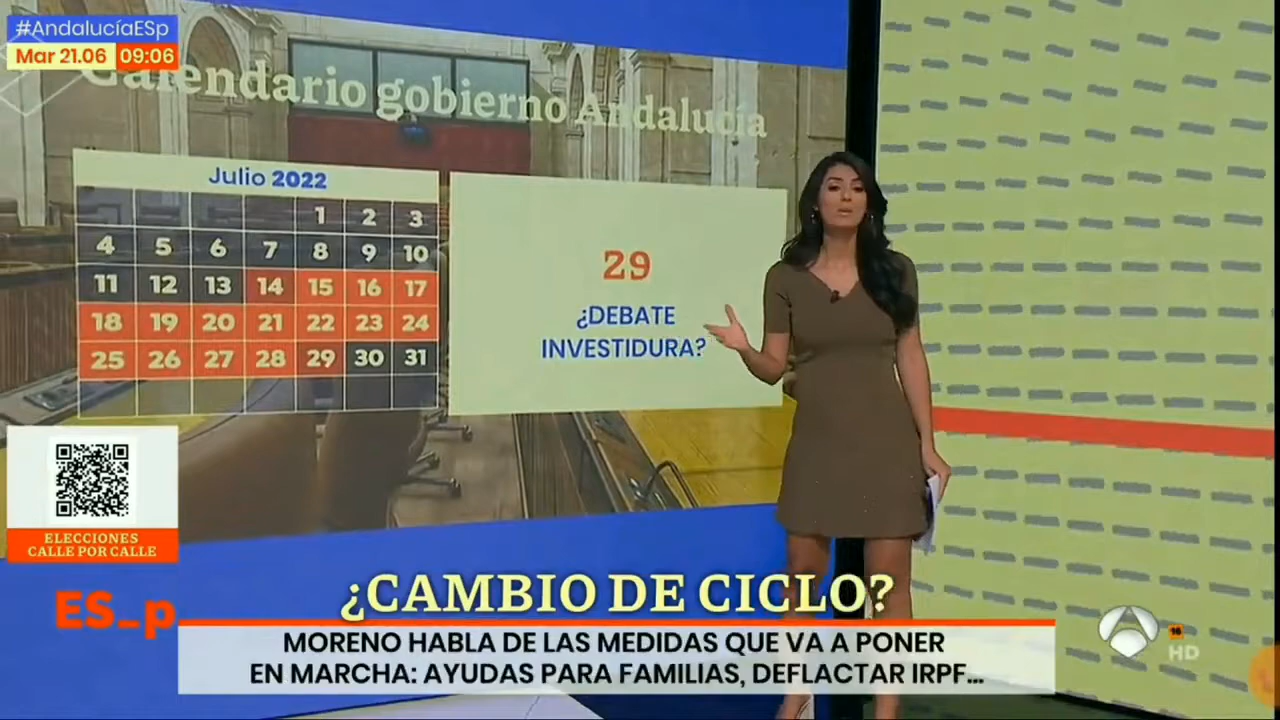 #AndalucíaESp
Mar 21.06 09:06
Calendario gobierno Andalucía
Julio 2022
1 2 3
4 5 6 7 8 9 10
11 12 13 14 15 16 17
18 19 20 21 22 23 24
25 26 27 28 29 30 31
29
¿DEBATE
INVESTIDURA?
ELECCIONES
CALLE POR CALLE
ES_p
¿CAMBIO DE CICLO?
MORENO HABLA DE LAS MEDIDAS QUE VA A PONER
EN MARCHA: AYUDAS PARA FAMILIAS, DEFLACTAR IRPF...
16
HD